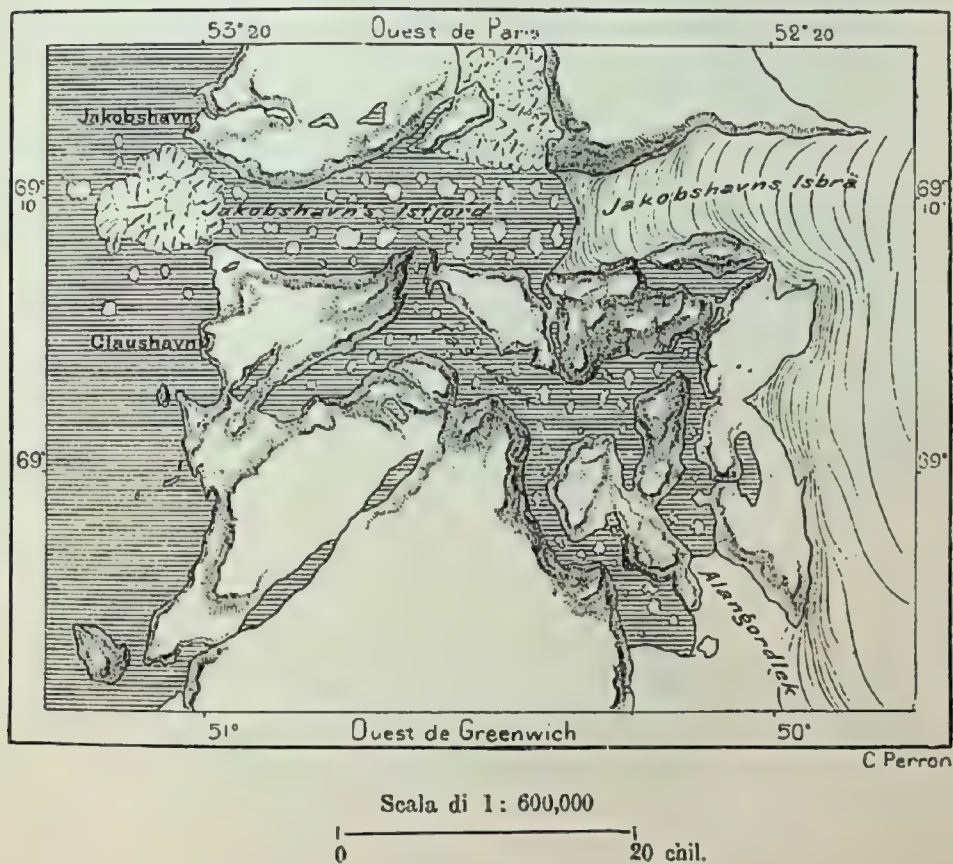 53° 20 Ouest de Paris 52° 20
Jakobshavn
69° 10' 69° 10'
Jakobshavns Isbrä
Jakobshavn's Isfjord
Claushavn
69° 69°
Alangordlek
51° Ouest de Greenwich 50°
C Perron
Scala di 1: 600,000
0 20 chil.